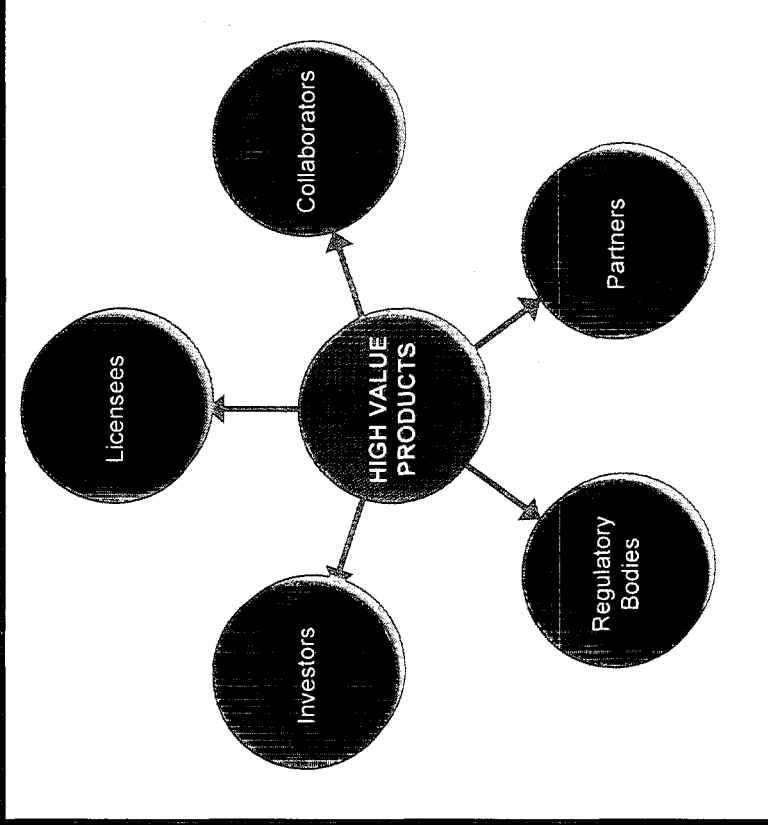 Licensees
Investors
Collaborators
HIGH VALUE
PRODUCTS
Regulatory
Bodies
Partners